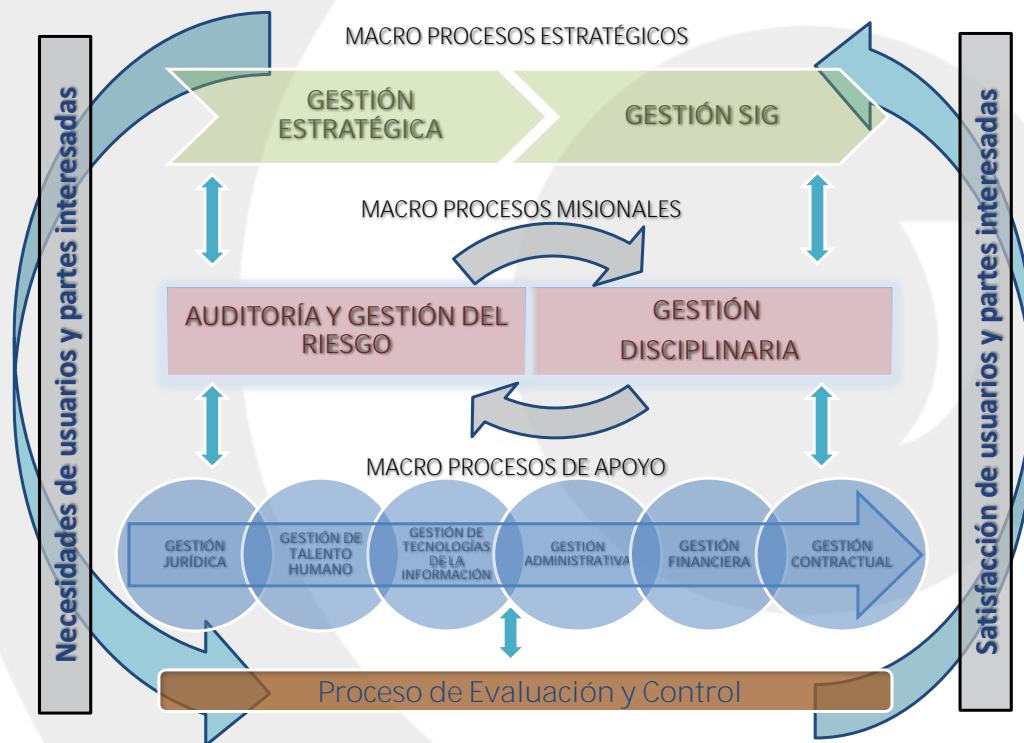 MACRO PROCESOS ESTRATÉGICOS
GESTIÓN
ESTRATÉGICA
GESTIÓN SIG
MACRO PROCESOS MISIONALES
AUDITORÍA Y GESTIÓN DEL
RIESGO
GESTIÓN
DISCIPLINARIA
MACRO PROCESOS DE APOYO
GESTIÓN
JURÍDICA
GESTIÓN DE
TALENTO
HUMANO
GESTIÓN DE
TECNOLOGÍAS
DE LA
INFORMACIÓN
GESTIÓN
ADMINISTRATIVA
GESTIÓN
FINANCIERA
GESTIÓN
CONTRACTUAL
Proceso de Evaluación y Control
Necesidades de usuarios y partes interesadas
Satisfacción de usuarios y partes interesadas